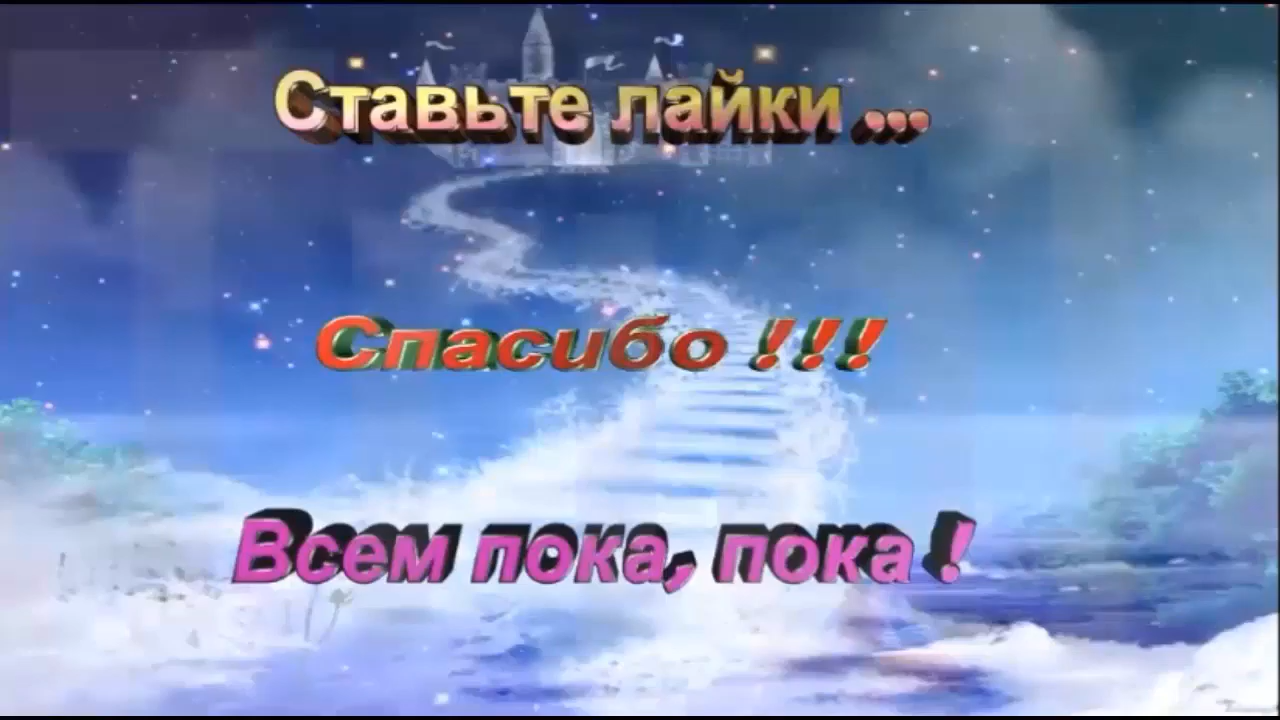 Ставьте лайки ...
Спасибо !!!
Всем пока, пока !